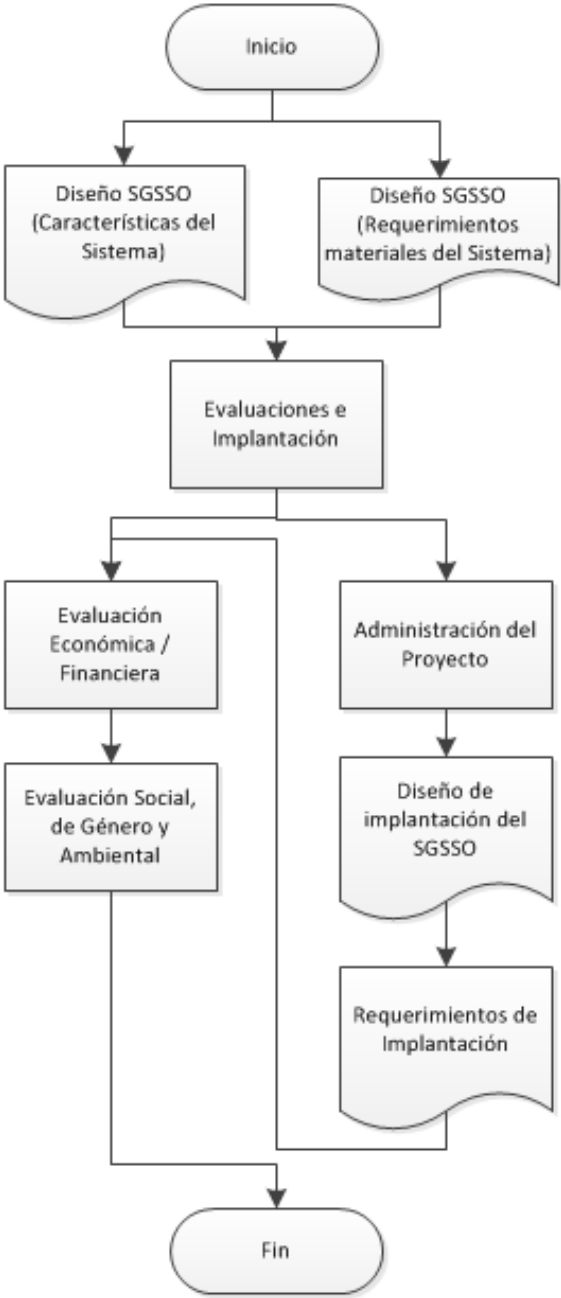 Inicio
Diseño SGSSO
(Características del
Sistema)
Diseño SGSSO
(Requerimientos
materiales del Sistema)
Evaluaciones e
Implantación
Evaluación
Económica /
Financiera
Administración del
Proyecto
Evaluación Social,
de Género y
Ambiental
Diseño de
implantación del
SGSSO
Requerimientos de
Implantación
Fin